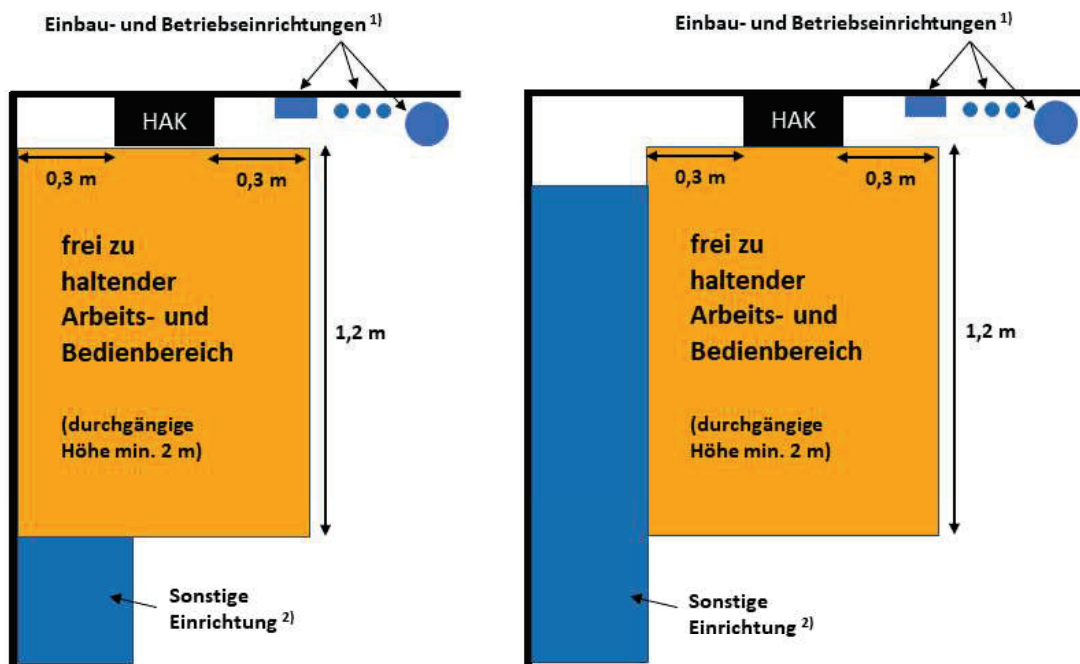 Einbau- und Betriebseinrichtungen 1)
HAK
0,3 m
0,3 m
frei zu
haltender
Arbeits- und
Bedienbereich
(durchgängige
Höhe min. 2 m)
1,2 m
Sonstige
Einrichtung 2)
Einbau- und Betriebseinrichtungen 1)
HAK
0,3 m
0,3 m
frei zu
haltender
Arbeits- und
Bedienbereich
(durchgängige
Höhe min. 2 m)
1,2 m
Sonstige
Einrichtung 2)